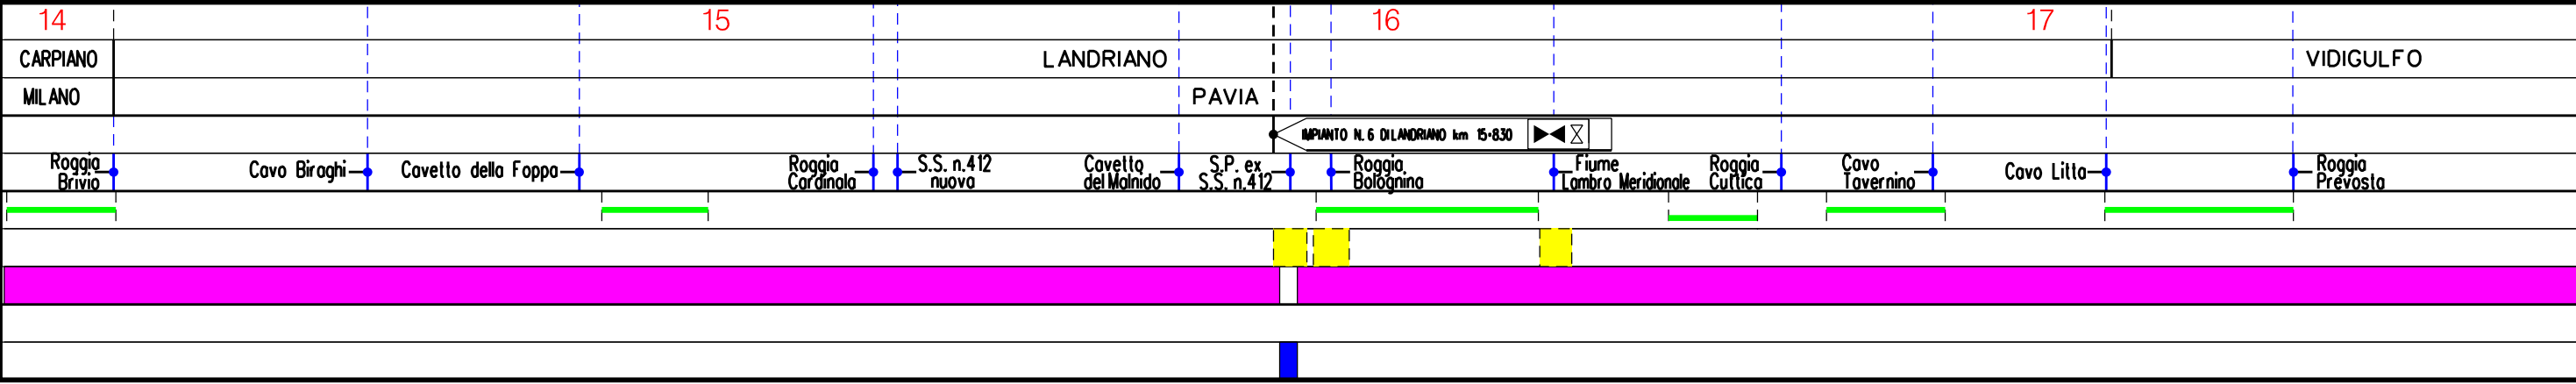 14 15 16 17
CARPIANO LANDRIANO VIDIGULFO
MILANO PAVIA
IMPIANTO N. 6 DI LANDRIANO km 15+830
Roggia
Brivio
Cavo Biraghi
Cavetto della Foppa
Roggia
Cardinala
S.S. n.412
nuova
Cavetto
del Malnido
S.P. ex
S.S. n.412
Roggia
Bolognina
Fiume
Lambro Meridionale
Roggia
Cuttica
Cavo
Tavernino
Cavo Litta
Roggia
Prevosta